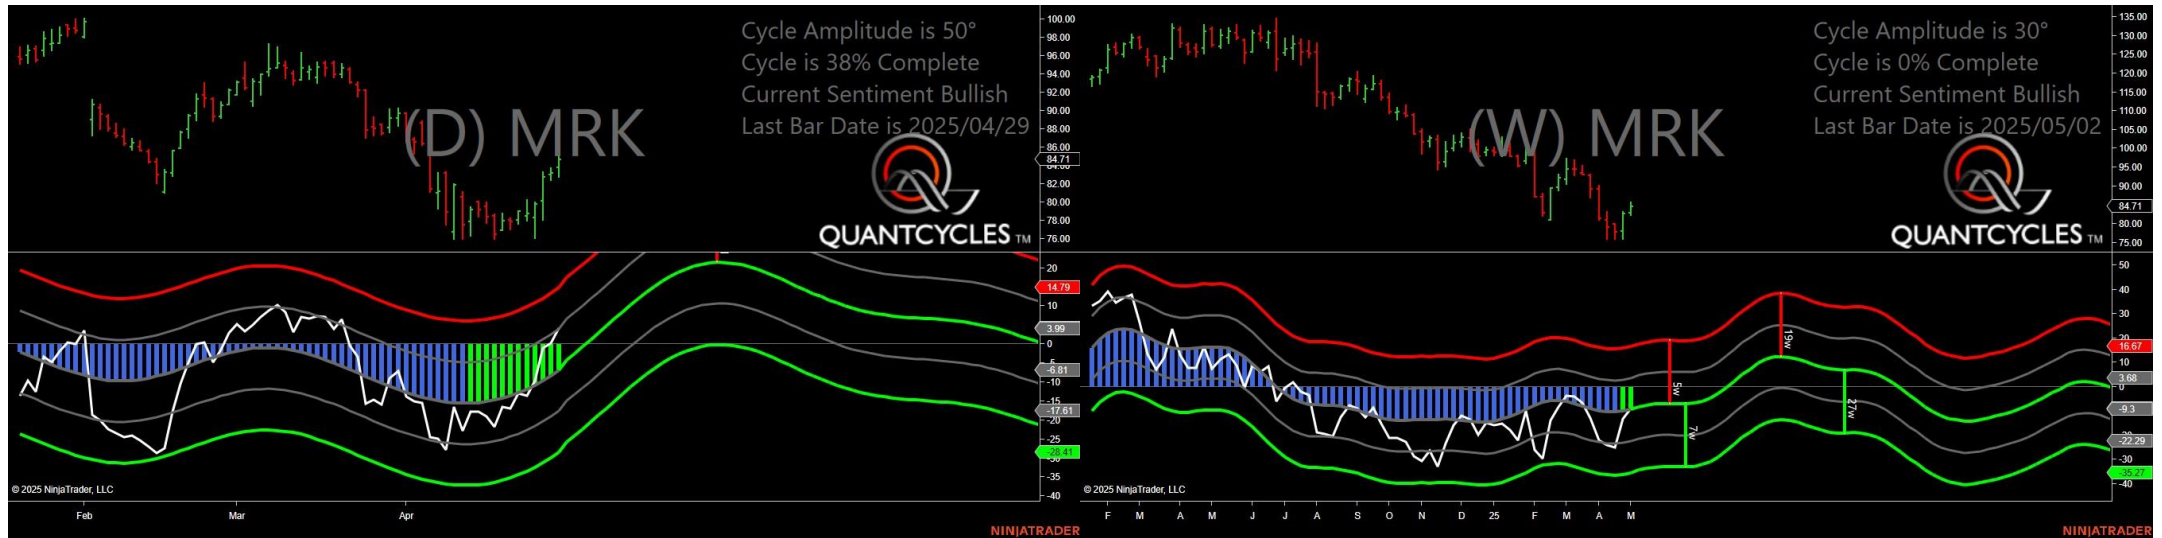 Cycle Amplitude is 50°
Cycle is 38% Complete
Current Sentiment Bullish
Last Bar Date is 2025/04/29
(D) MRK
QUANTCYCLES TM
100.00
98.00
96.00
94.00
92.00
90.00
88.00
86.00
84.71
82.00
80.00
78.00
76.00
20
14.79
10
3.99
0
-5
-6.81
-10
-15
-17.61
-20
-25
-28.41
-35
-40
© 2025 NinjaTrader, LLC
Feb Mar Apr
NINJATRADER
Cycle Amplitude is 30°
Cycle is 0% Complete
Current Sentiment Bullish
Last Bar Date is 2025/05/02
(W) MRK
QUANTCYCLES TM
135.00
130.00
125.00
120.00
115.00
110.00
105.00
100.00
95.00
90.00
84.71
80.00
75.00
50
40
30
20
16.67
10
3.68
0
-9.3
-22.29
-30
-35.27
-40
5w
7w
19w
27w
© 2025 NinjaTrader, LLC
F M A M J J A S O N D 25 F M A M
NINJATRADER